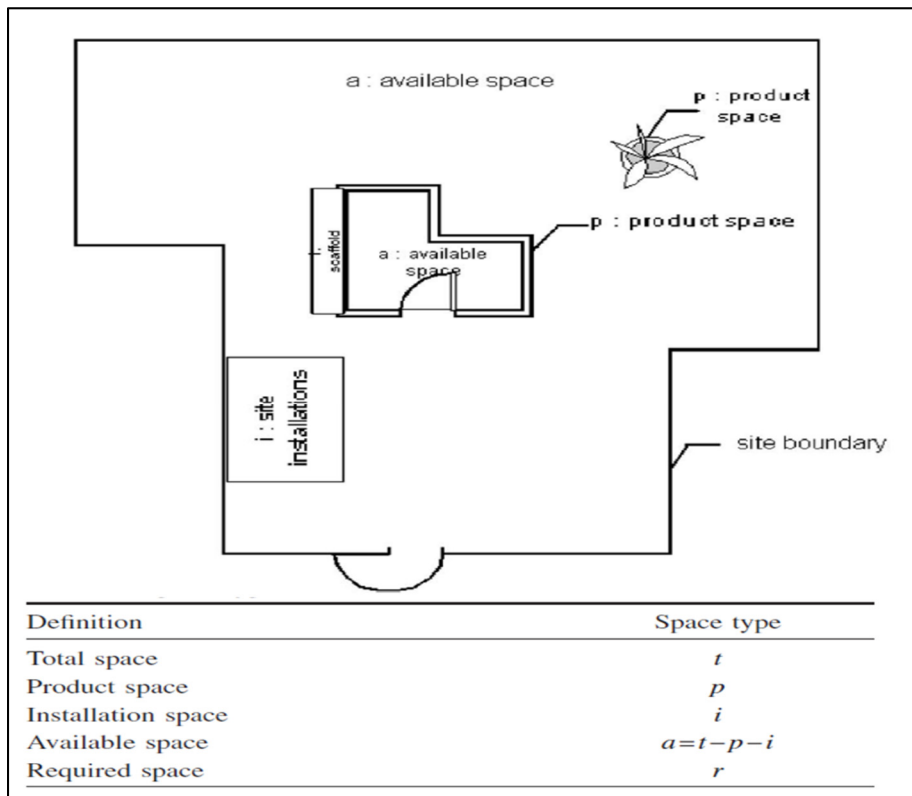 a : available space
p : product
space
p : product space
scaffold
a : available
space
i : site
installations
site boundary
Definition Space type
Total space t
Product space p
Installation space i
Available space a=t−p−i
Required space r